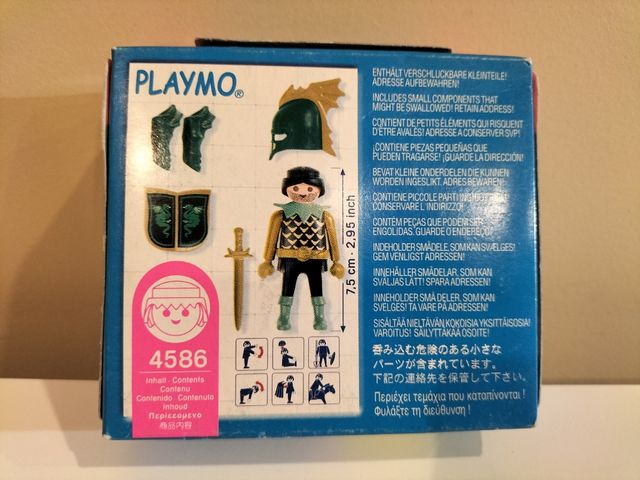 PLAYMO®
7,5 cm - 2.95 inch
4586
Inhalt · Contents
Contenu
Contenido · Contenuto
Inhoud
Περιεχομενο
商品内容
ENTHÄLT VERSCHLUCKBARE KLEINTEILE!
ADRESSE AUFBEWAHREN!
INCLUDES SMALL COMPONENTS THAT
MIGHT BE SWALLOWED! RETAIN ADDRESS!
CONTIENT DE PETITS ÉLÉMENTS QUI RISQUENT
D'ÊTRE AVALÉS! ADRESSE A CONSERVER SVP!
¡CONTIENE PIEZAS PEQUEÑAS QUE
PUEDEN TRAGARSE! ¡GUARDE LA DIRECCIÓN!
BEVAT KLEINE ONDERDELEN DIE KUNNEN
WORDEN INGESLIKT. ADRES BEWAREN!
CONTIENE PICCOLE PARTI
CONSERVARE L'INDIRIZZO!
CONTÉM PEÇAS QUE PODEM SER
ENGOLIDAS. GUARDE O ENDEREÇO!
INDEHOLDER SMÅDELE, SOM KAN SVÆLGES!
GEM VENLIGST ADRESSEN!
INNEHÅLLER SMÅDELAR, SOM KAN
SVÄLJAS LÄTT! SPARA ADRESSEN!
INNEHOLDER SMÅ DELER, SOM KAN
SVELGES! TA VARE PÅ ADRESSEN!
SISÄLTÄÄ NIELTÄVÄN KOKOISIA YKSITTÄISOSIA!
VAROITUS! SÄILYTTÄKÄÄ OSOITE!
呑み込む危険のある小さな
パーツが含まれています。
下記の連絡先を保管して下さい。
Περιέχει τεμάχια που καταπίνονται!
Φυλάξτε τη διεύθυνση!